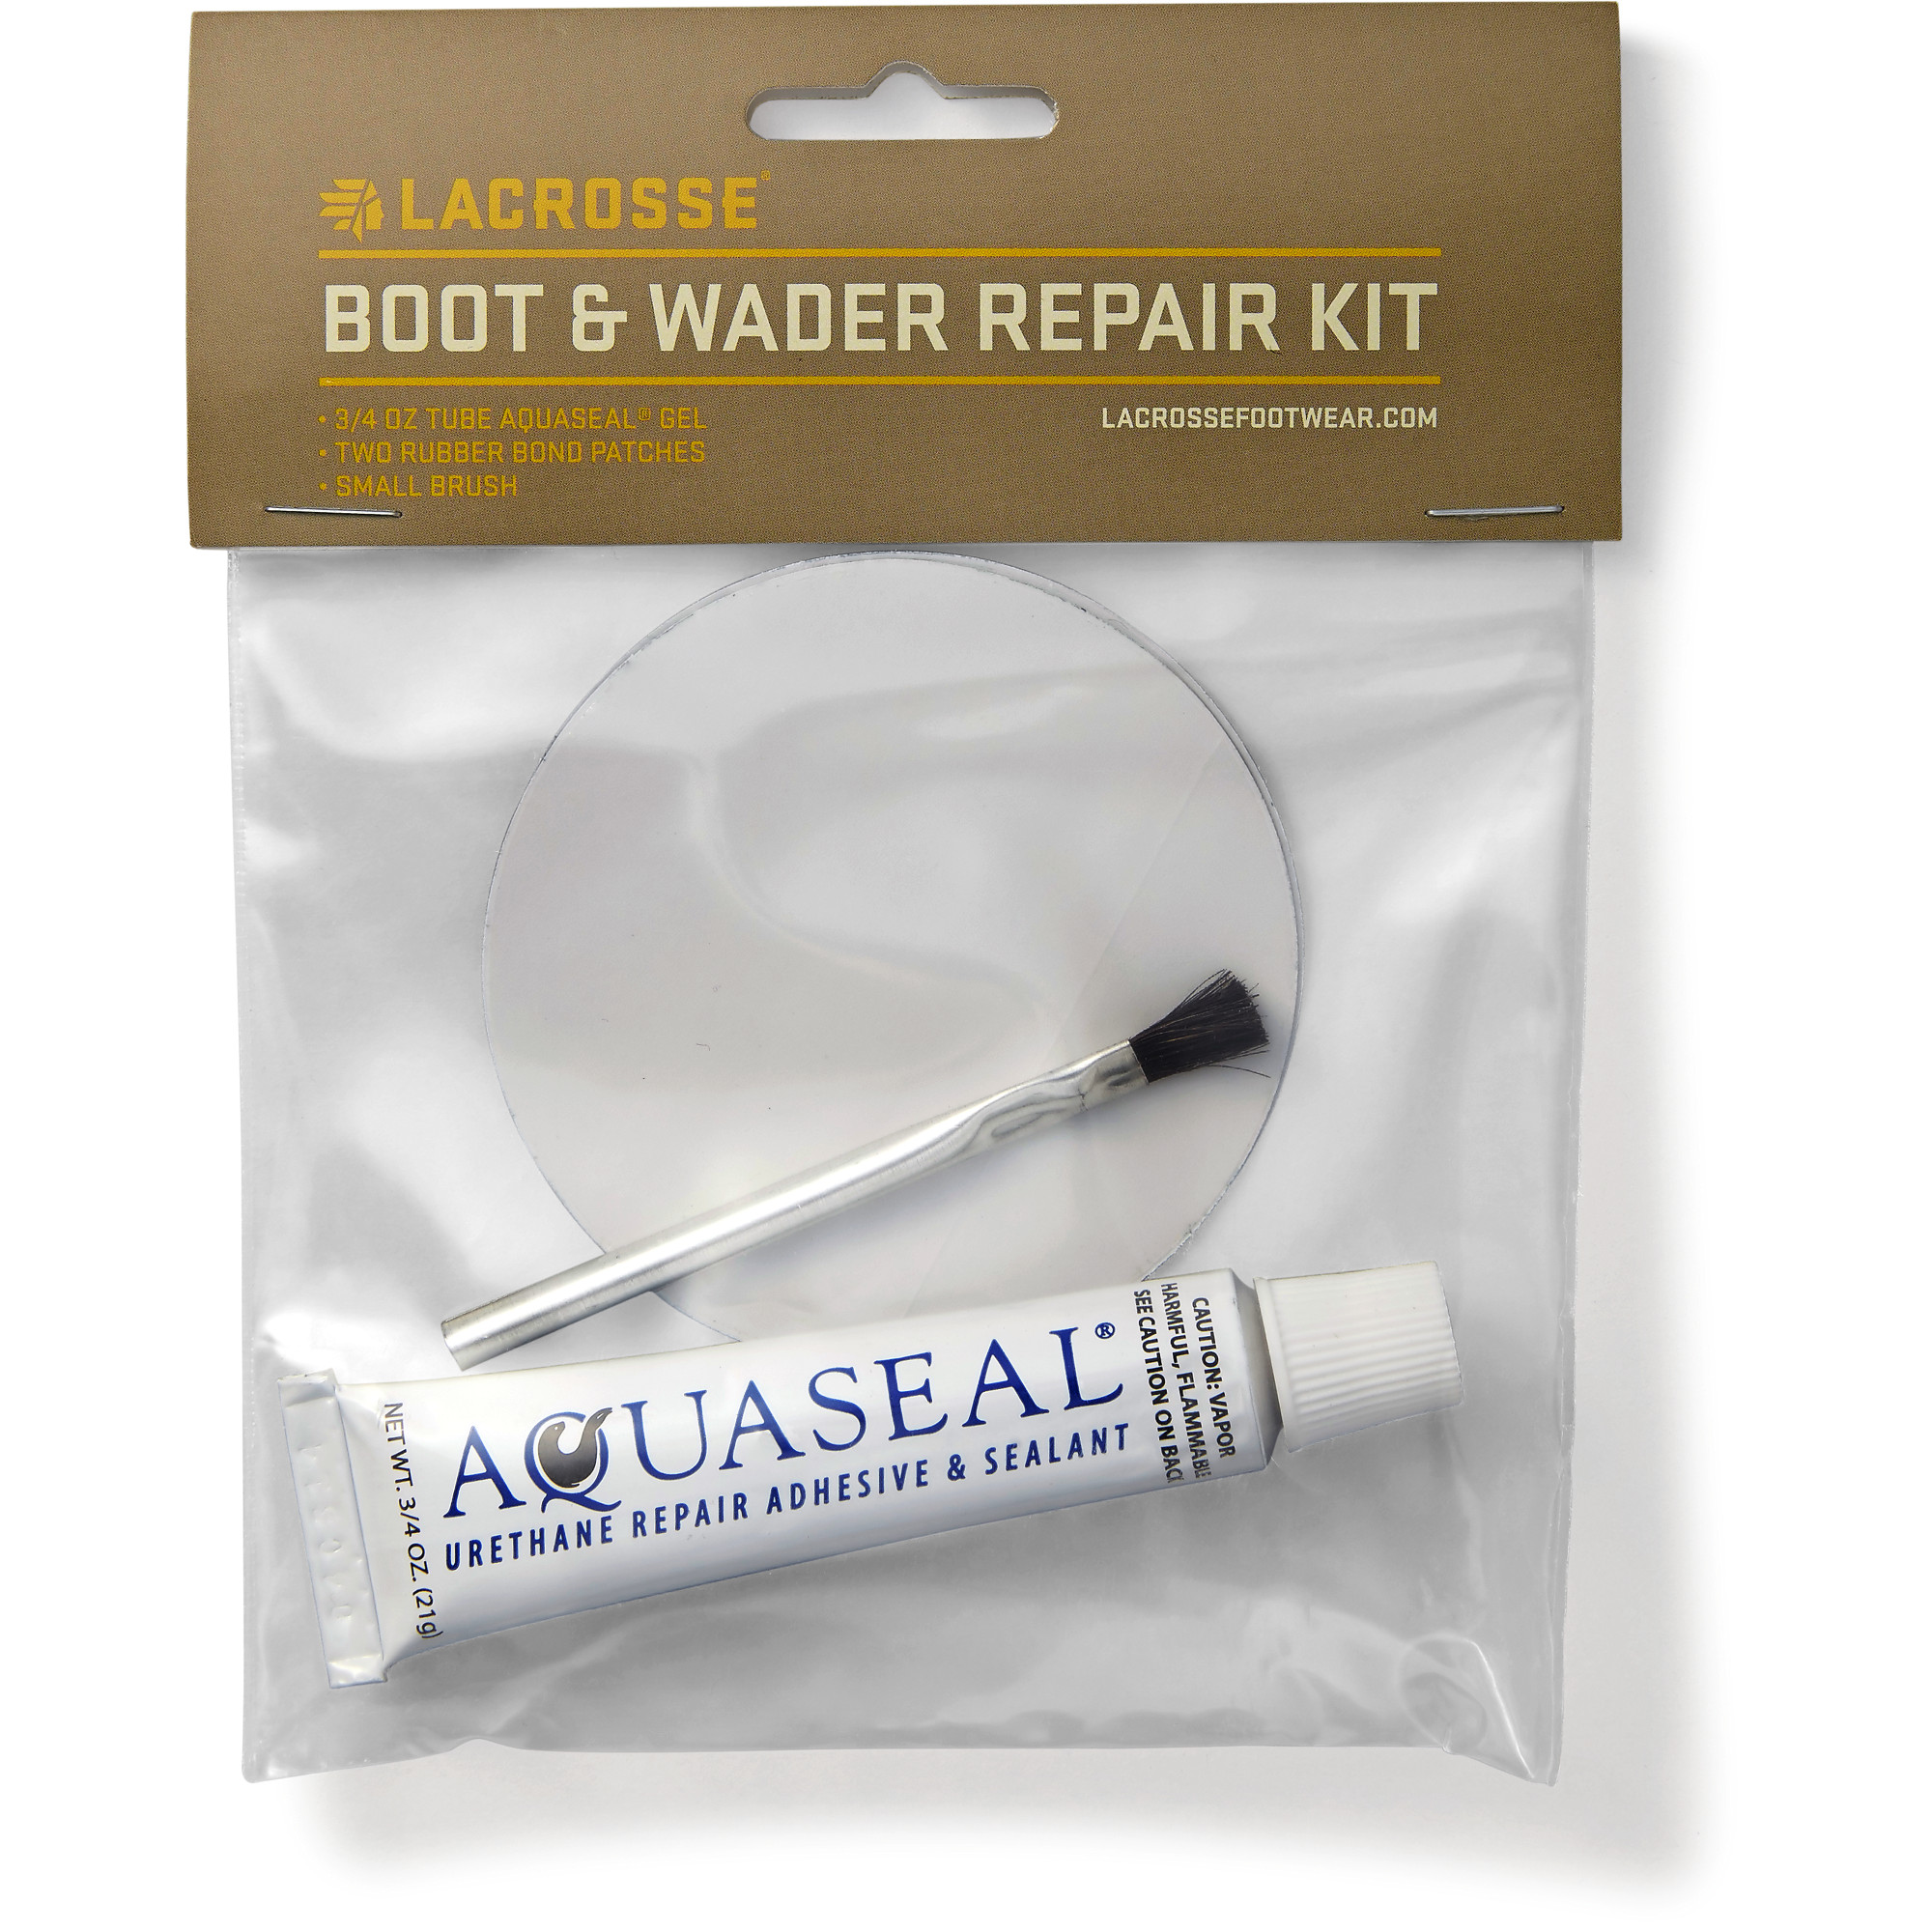 LACROSSE®
BOOT & WADER REPAIR KIT
• 3/4 OZ TUBE AQUASEAL® GEL
• TWO RUBBER BOND PATCHES
• SMALL BRUSH
LACROSSEFOOTWEAR.COM
NET WT. 3/4 OZ. (21g)
AQUASEAL®
URETHANE REPAIR ADHESIVE & SEALANT
CAUTION: VAPOR
HARMFUL, FLAMMABLE
SEE CAUTION ON BACK